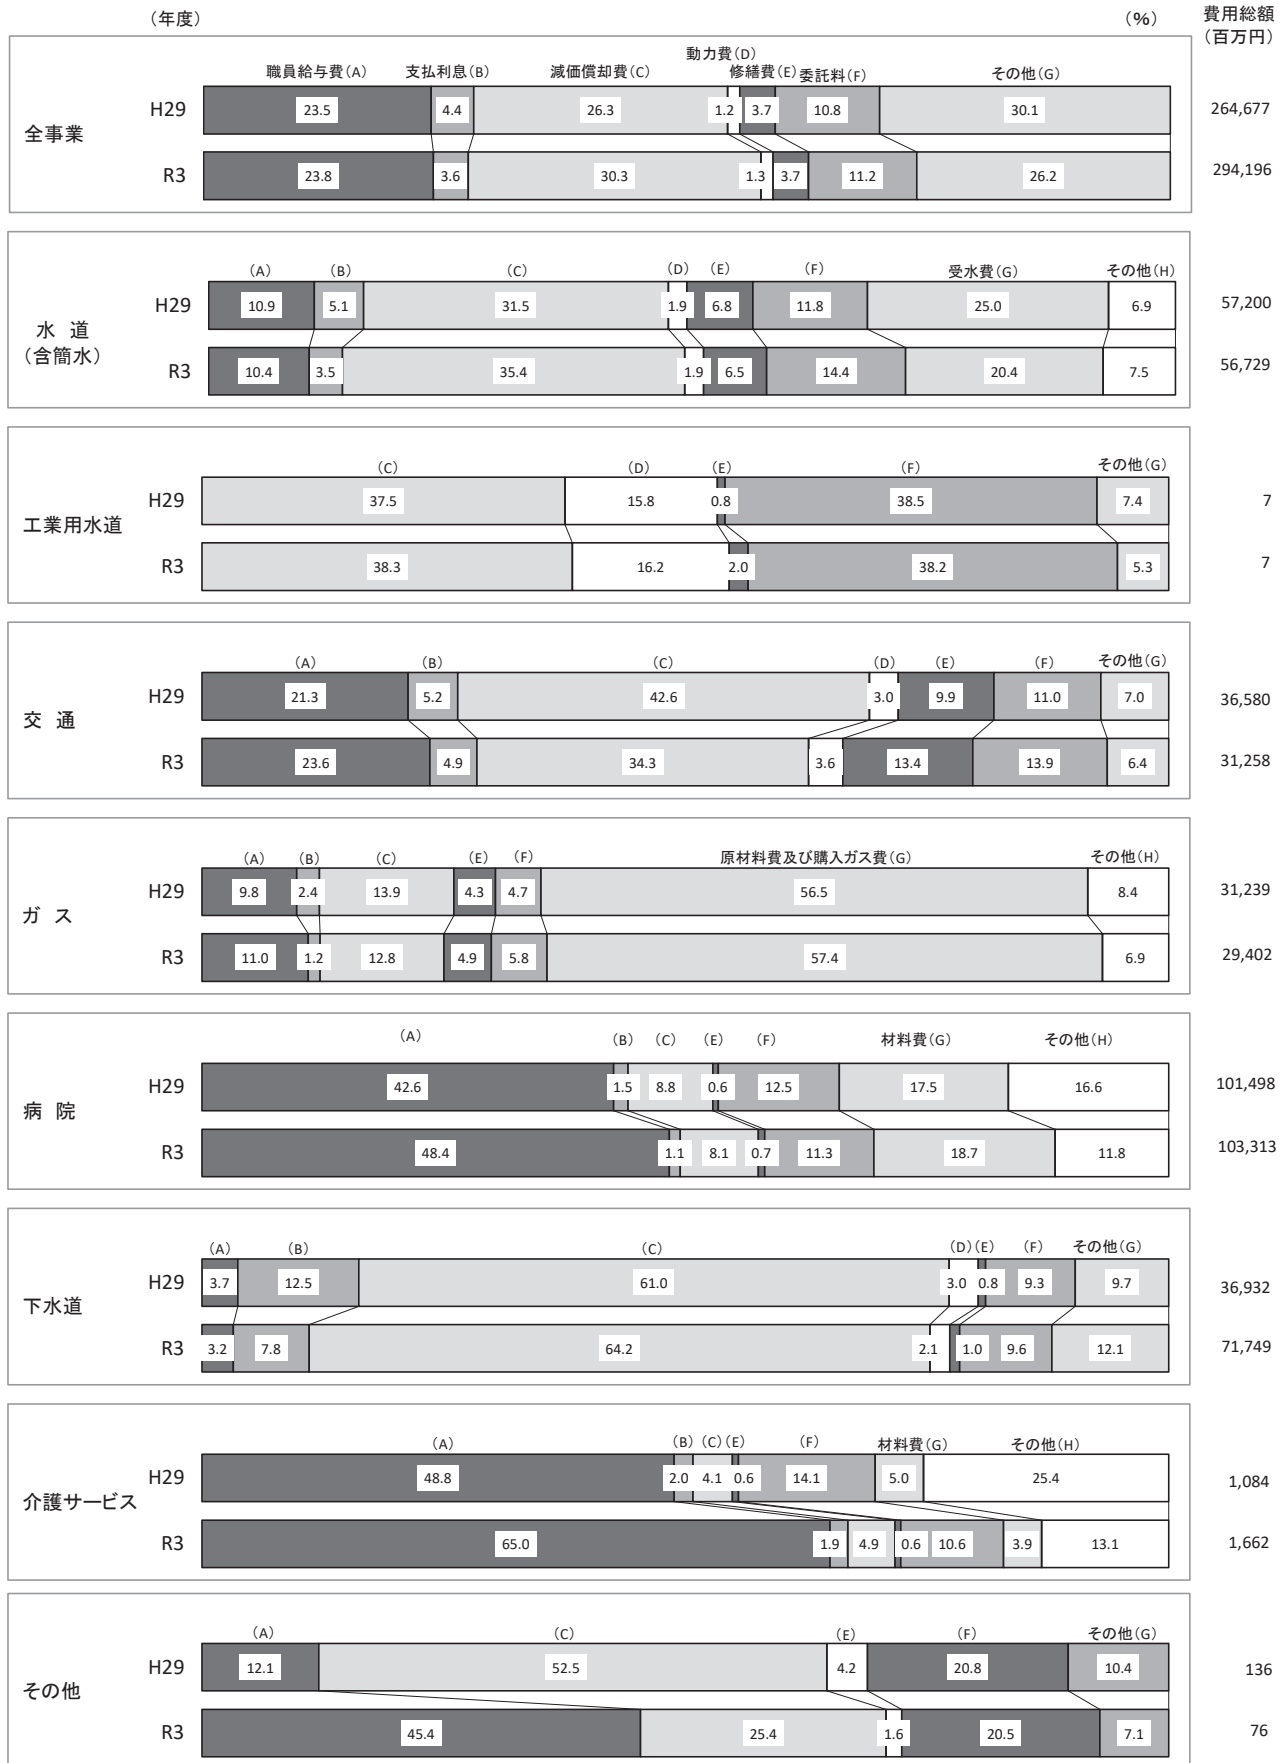 （年度） （％） 費用総額
（百万円）
動力費（D）
職員給与費（A） 支払利息（B） 減価償却費（C） 修繕費（E） 委託料（F） その他（G）
H29 23.5 4.4 26.3 1.2 3.7 10.8 30.1 264,677
全事業
R3 23.8 3.6 30.3 1.3 3.7 11.2 26.2 294,196
（A） （B） （C） （D） （E） （F） 受水費（G） その他（H）
H29 10.9 5.1 31.5 1.9 6.8 11.8 25.0 6.9 57,200
水 道
（含簡水）
R3 10.4 3.5 35.4 1.9 6.5 14.4 20.4 7.5 56,729
（C） （D） （E） （F） その他（G）
H29 37.5 15.8 0.8 38.5 7.4 7
工業用水道
R3 38.3 16.2 2.0 38.2 5.3 7
（A） （B） （C） （D） （E） （F） その他（G）
H29 21.3 5.2 42.6 3.0 9.9 11.0 7.0 36,580
交 通
R3 23.6 4.9 34.3 3.6 13.4 13.9 6.4 31,258
（A） （B） （C） （E） （F） 原材料費及び購入ガス費（G） その他（H）
H29 9.8 2.4 13.9 4.3 4.7 56.5 8.4 31,239
ガ ス
R3 11.0 1.2 12.8 4.9 5.8 57.4 6.9 29,402
（A） （B） （C） （E） （F） 材料費（G） その他（H）
H29 42.6 1.5 8.8 0.6 12.5 17.5 16.6 101,498
病 院
R3 48.4 1.1 8.1 0.7 11.3 18.7 11.8 103,313
（A） （B） （C） （D） （E） （F） その他（G）
H29 3.7 12.5 61.0 3.0 0.8 9.3 9.7 36,932
下水道
R3 3.2 7.8 64.2 2.1 1.0 9.6 12.1 71,749
（A） （B） （C） （E） （F） 材料費（G） その他（H）
H29 48.8 2.0 4.1 0.6 14.1 5.0 25.4 1,084
介護サービス
R3 65.0 1.9 4.9 0.6 10.6 3.9 13.1 1,662
（A） （C） （E） （F） その他（G）
H29 12.1 52.5 4.2 20.8 10.4 136
その他
R3 45.4 25.4 1.6 20.5 7.1 76